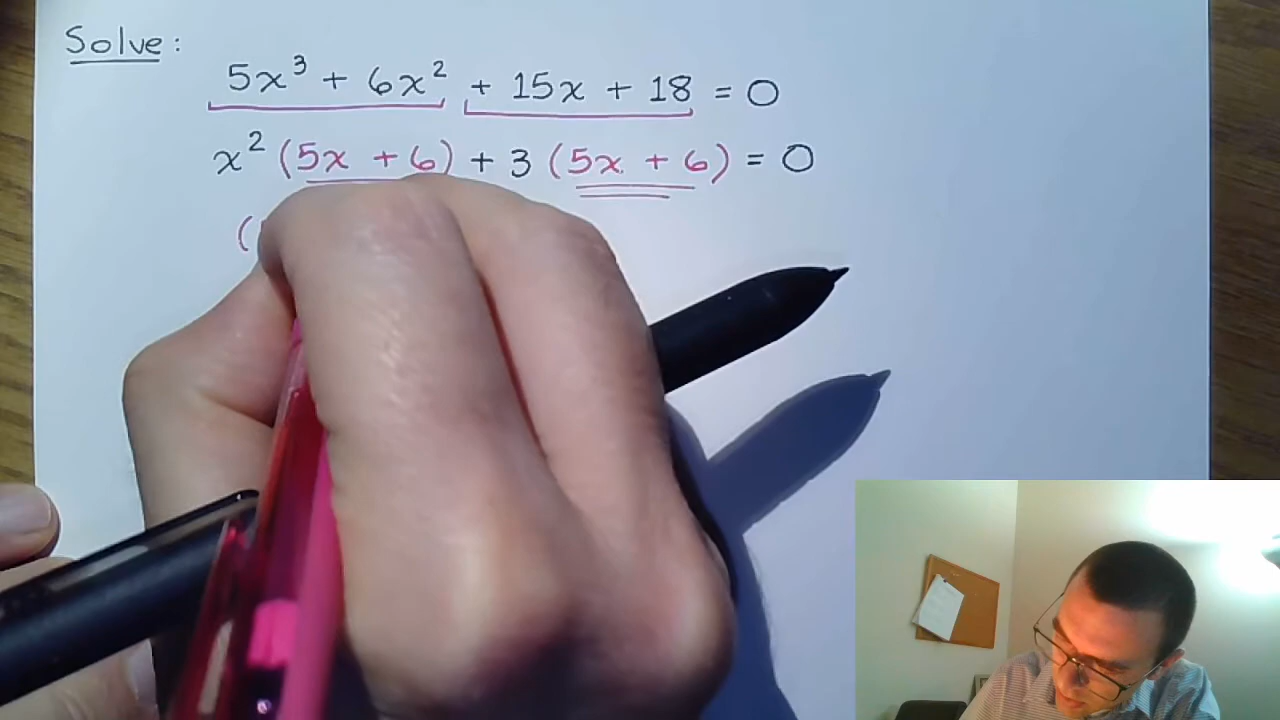 Solve:
5x³ + 6x² + 15x + 18 = 0
x² (5x + 6) + 3 (5x + 6) = 0
(